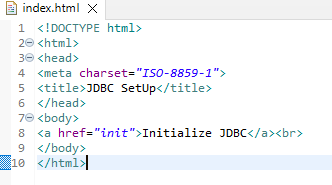 index.html
1 <!DOCTYPE html>
2 <html>
3 <head>
4 <meta charset="ISO-8859-1">
5 <title>JDBC SetUp</title>
6 </head>
7 <body>
8 <a href="init">Initialize JDBC</a><br>
9 </body>
10 </html>